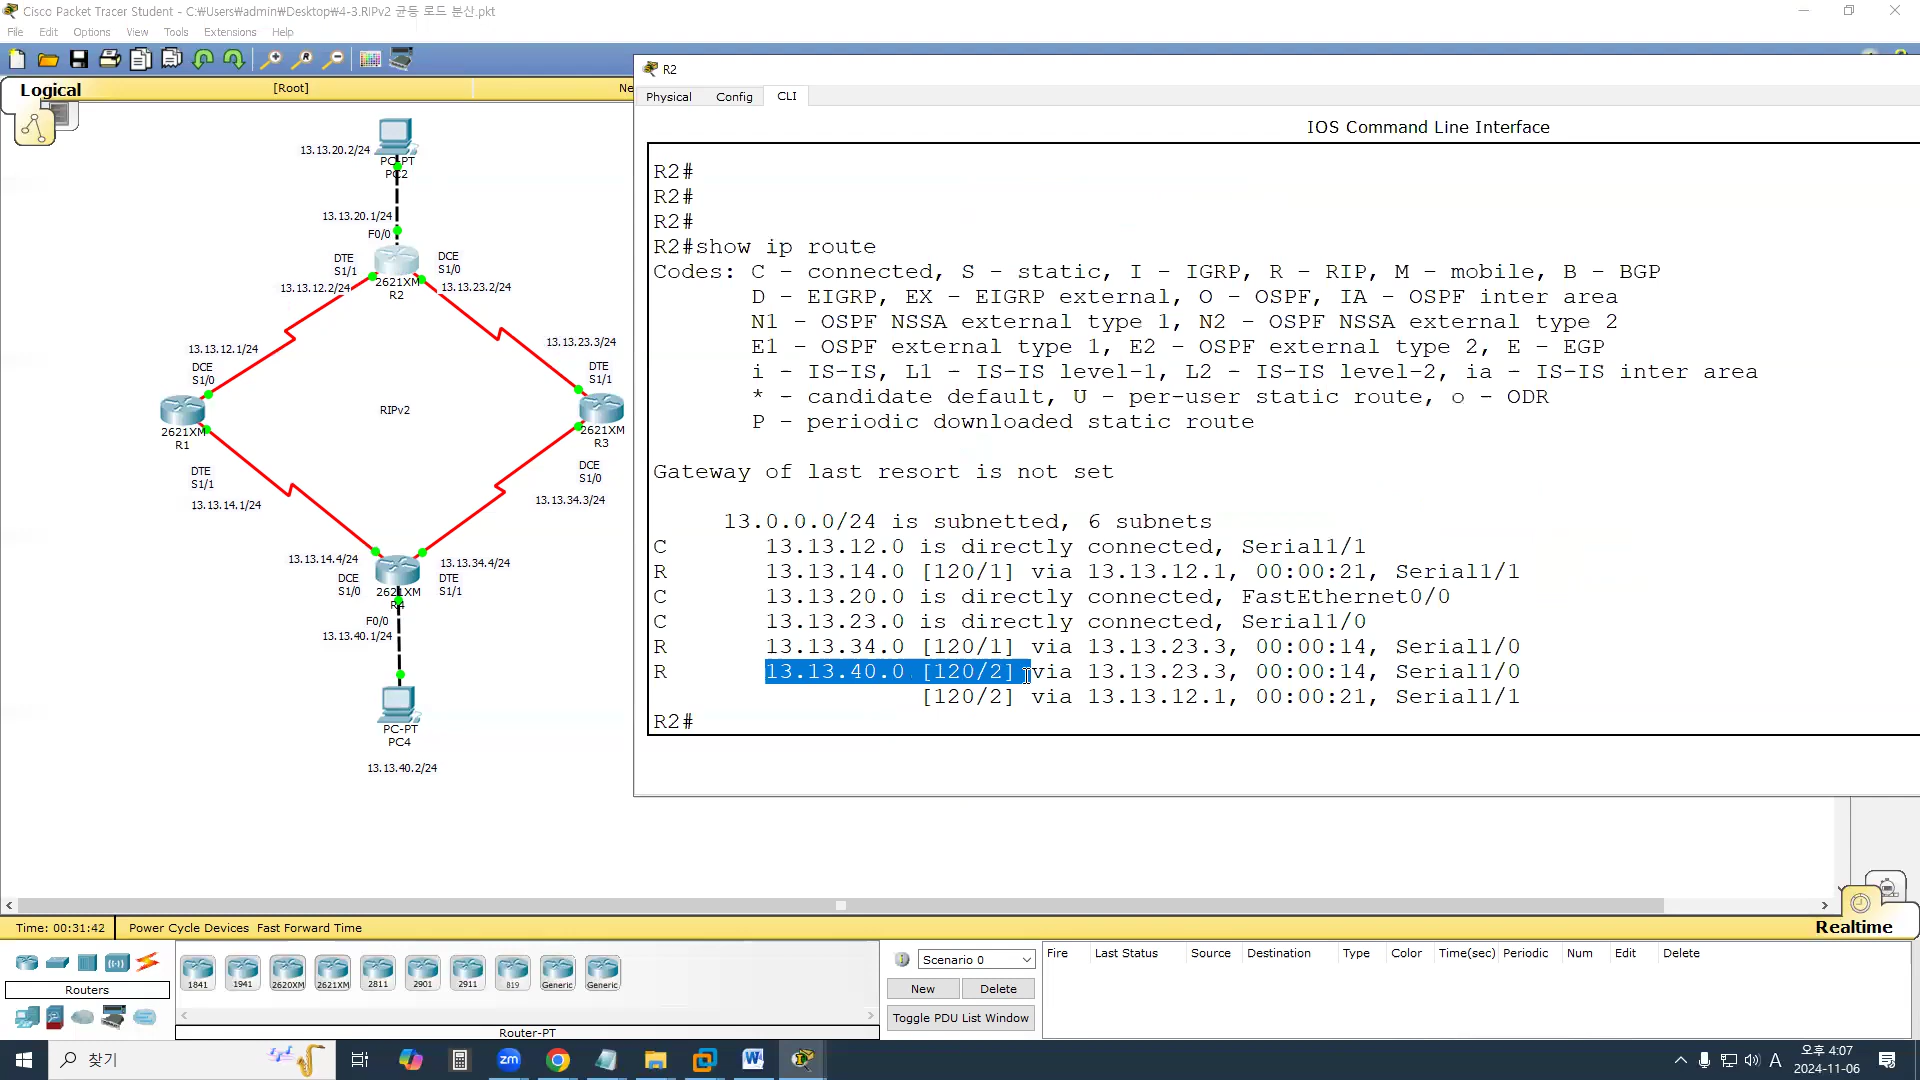 Cisco Packet Tracer Student - C:₩Users₩admin₩Desktop₩4-3.RIPv2 균등 로드 분산.pkt
File Edit Options View Tools Extensions Help
Logical
[Root]
Ne
R2
Physical Config CLI
IOS Command Line Interface
R2#
R2#
R2#
R2#show ip route
Codes: C - connected, S - static, I - IGRP, R - RIP, M - mobile, B - BGP
D - EIGRP, EX - EIGRP external, O - OSPF, IA - OSPF inter area
N1 - OSPF NSSA external type 1, N2 - OSPF NSSA external type 2
E1 - OSPF external type 1, E2 - OSPF external type 2, E - EGP
i - IS-IS, L1 - IS-IS level-1, L2 - IS-IS level-2, ia - IS-IS inter area
* - candidate default, U - per-user static route, o - ODR
P - periodic downloaded static route
Gateway of last resort is not set
13.0.0.0/24 is subnetted, 6 subnets
C 13.13.12.0 is directly connected, Serial1/1
R 13.13.14.0 [120/1] via 13.13.12.1, 00:00:21, Serial1/1
C 13.13.20.0 is directly connected, FastEthernet0/0
C 13.13.23.0 is directly connected, Serial1/0
R 13.13.34.0 [120/1] via 13.13.23.3, 00:00:14, Serial1/0
R 13.13.40.0 [120/2] via 13.13.23.3, 00:00:14, Serial1/0
[120/2] via 13.13.12.1, 00:00:21, Serial1/1
R2#
13.13.20.2/24
PC-PT
PC2
13.13.20.1/24
F0/0
DTE
S1/1
DCE
S1/0
13.13.12.2/24
2621XM
R2
13.13.23.2/24
13.13.12.1/24
DCE
S1/0
13.13.23.3/24
DTE
S1/1
RIPv2
2621XM
R1
2621XM
R3
DTE
S1/1
13.13.14.1/24
DCE
S1/0
13.13.34.3/24
13.13.14.4/24
DCE
S1/0
2621XM
R4
13.13.34.4/24
DTE
S1/1
F0/0
13.13.40.1/24
PC-PT
PC4
13.13.40.2/24
Time: 00:31:42 Power Cycle Devices Fast Forward Time
Realtime
Routers
1841 1941 2620XM 2621XM 2811 2901 2911 819 Generic Generic
Router-PT
Scenario 0
New Delete
Toggle PDU List Window
Fire Last Status Source Destination Type Color Time(sec) Periodic Num Edit Delete
찾기
zm
W
A
오후 4:07
2024-11-06